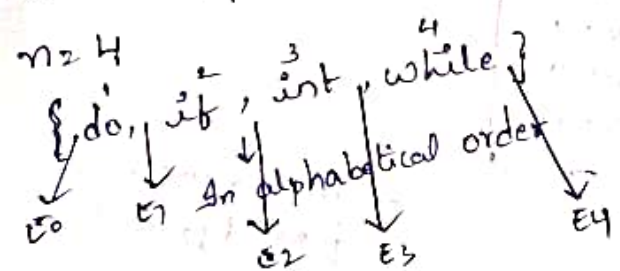 n=4
1 2 3 4
{do, if, int, while}
In alphabetical order
E0 E1 E2 E3 E4